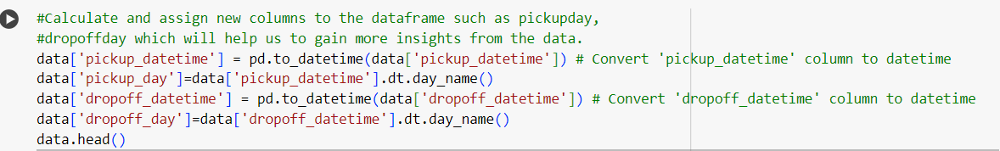 #Calculate and assign new columns to the dataframe such as pickupday,
#dropoffday which will help us to gain more insights from the data.
data['pickup_datetime'] = pd.to_datetime(data['pickup_datetime']) # Convert 'pickup_datetime' column to datetime
data['pickup_day']=data['pickup_datetime'].dt.day_name()
data['dropoff_datetime'] = pd.to_datetime(data['dropoff_datetime']) # Convert 'dropoff_datetime' column to datetime
data['dropoff_day']=data['dropoff_datetime'].dt.day_name()
data.head()